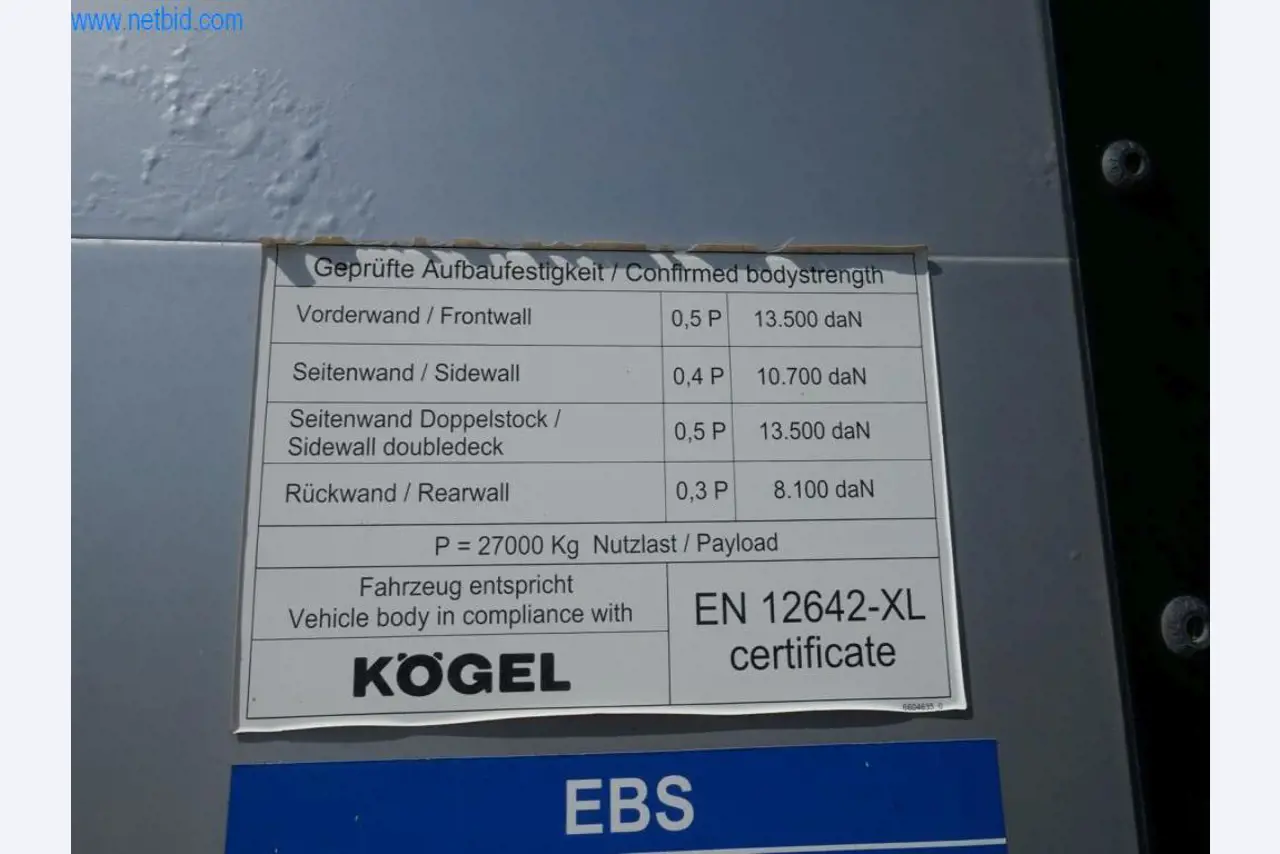 www.netbid.com
Geprüfte Aufbaufestigkeit / Confirmed bodystrength
Vorderwand / Frontwall 0,5 P 13.500 daN
Seitenwand / Sidewall 0,4 P 10.700 daN
Seitenwand Doppelstock /
Sidewall doubledeck 0,5 P 13.500 daN
Rückwand / Rearwall 0,3 P 8.100 daN
P = 27000 Kg Nutzlast / Payload
Fahrzeug entspricht
Vehicle body in compliance with
KÖGEL
EN 12642-XL
certificate
EBS